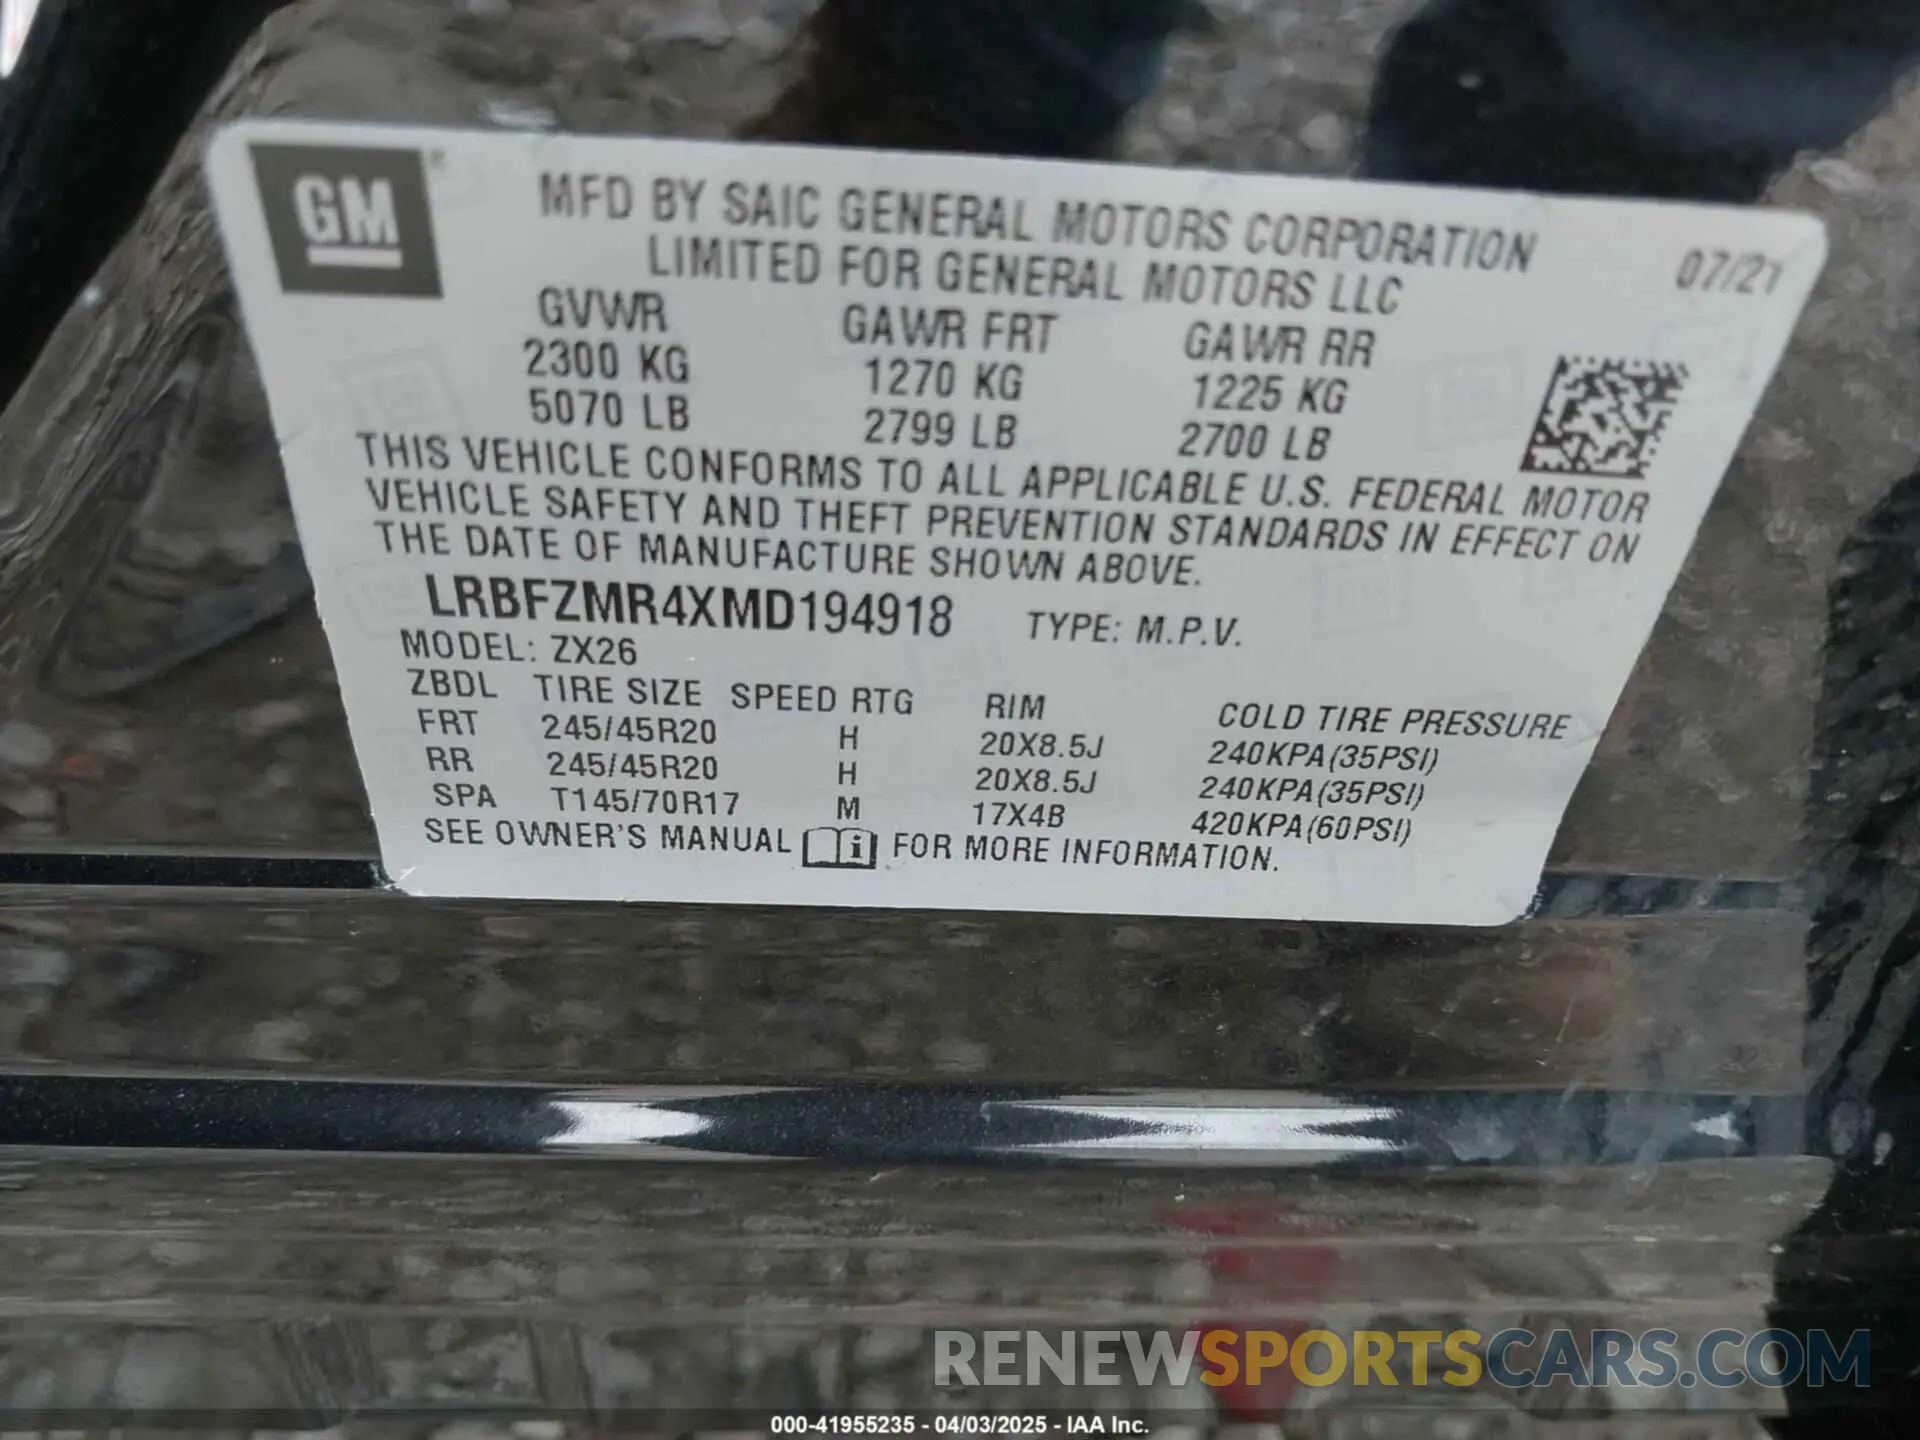 GM
MFD BY SAIC GENERAL MOTORS CORPORATION
LIMITED FOR GENERAL MOTORS LLC
07/21
GVWR GAWR FRT GAWR RR
2300 KG 1270 KG 1225 KG
5070 LB 2799 LB 2700 LB
THIS VEHICLE CONFORMS TO ALL APPLICABLE U.S. FEDERAL MOTOR
VEHICLE SAFETY AND THEFT PREVENTION STANDARDS IN EFFECT ON
THE DATE OF MANUFACTURE SHOWN ABOVE.
LRBFZMR4XMD194918 TYPE: M.P.V.
MODEL: ZX26
ZBDL TIRE SIZE SPEED RTG RIM COLD TIRE PRESSURE
FRT 245/45R20 H 20X8.5J 240KPA(35PSI)
RR 245/45R20 H 20X8.5J 240KPA(35PSI)
SPA T145/70R17 M 17X4B 420KPA(60PSI)
SEE OWNER'S MANUAL i FOR MORE INFORMATION.
RENEWSPORTSCARS.COM
000-41955235 - 04/03/2025 - IAA Inc.